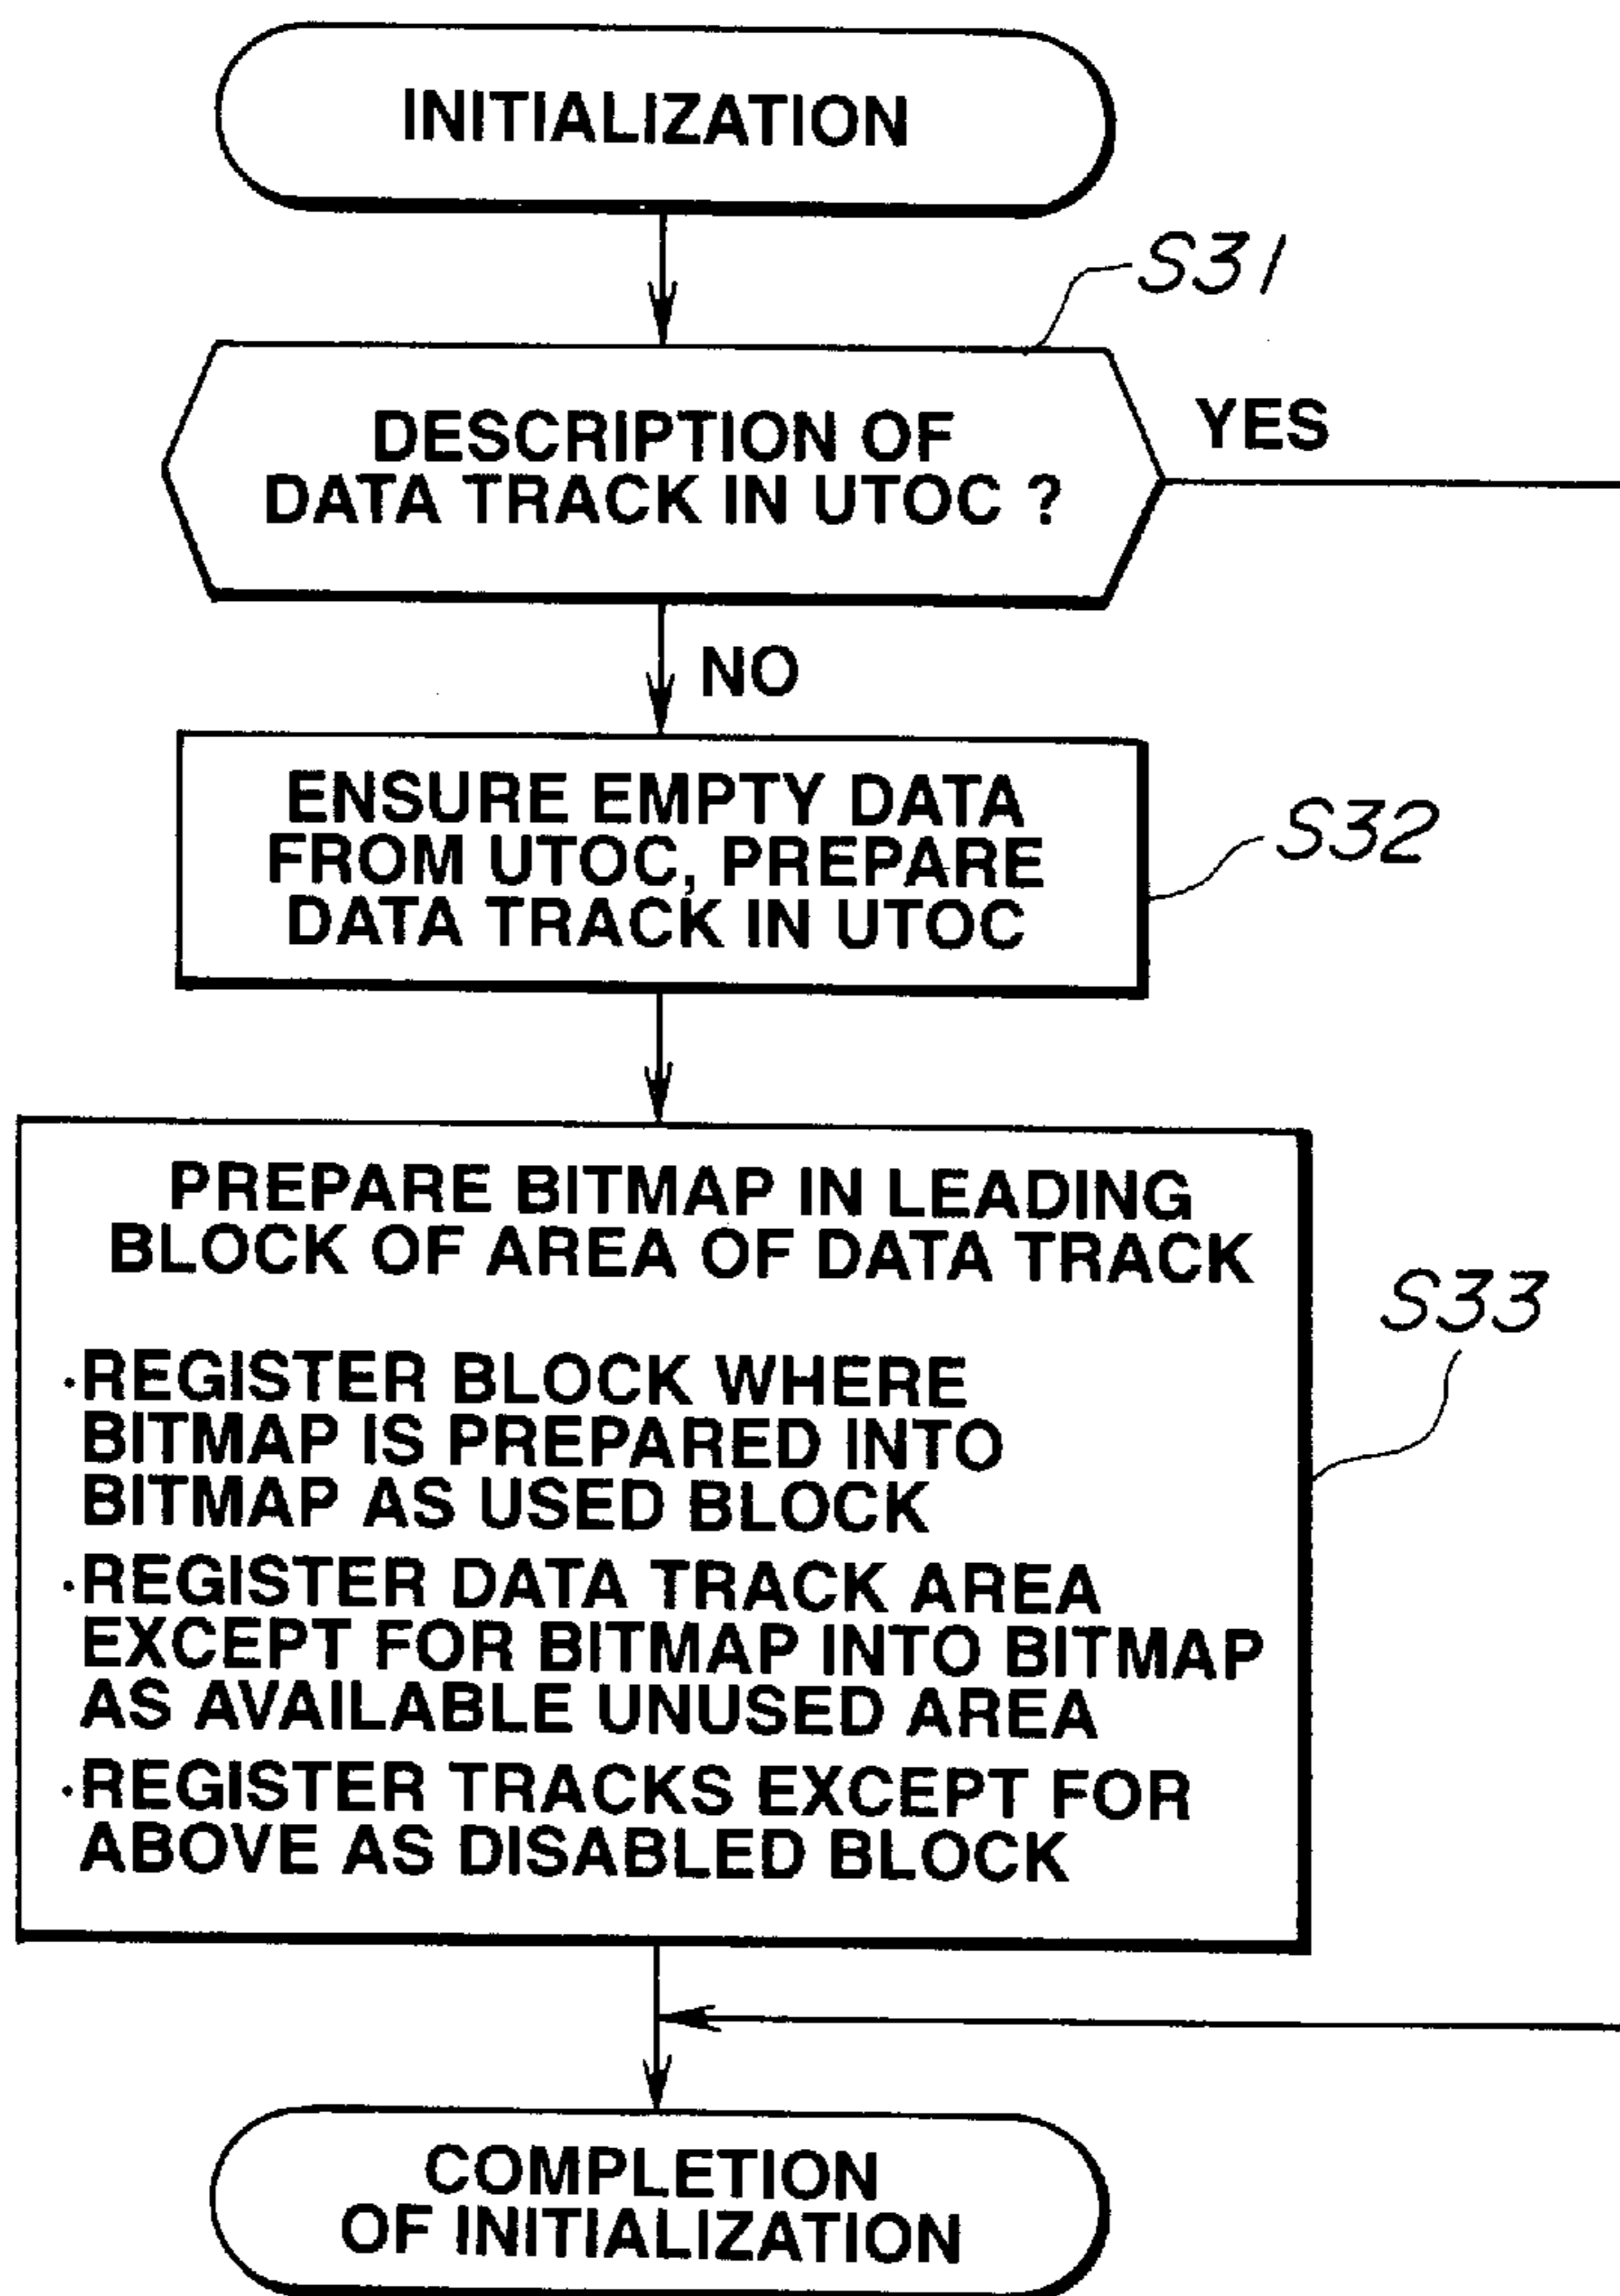 INITIALIZATION
S31
DESCRIPTION OF
DATA TRACK IN UTOC ?
YES
NO
ENSURE EMPTY DATA
FROM UTOC, PREPARE
DATA TRACK IN UTOC
S32
PREPARE BITMAP IN LEADING
BLOCK OF AREA OF DATA TRACK
S33
·REGISTER BLOCK WHERE
BITMAP IS PREPARED INTO
BITMAP AS USED BLOCK
·REGISTER DATA TRACK AREA
EXCEPT FOR BITMAP INTO BITMAP
AS AVAILABLE UNUSED AREA
·REGISTER TRACKS EXCEPT FOR
ABOVE AS DISABLED BLOCK
COMPLETION
OF INITIALIZATION